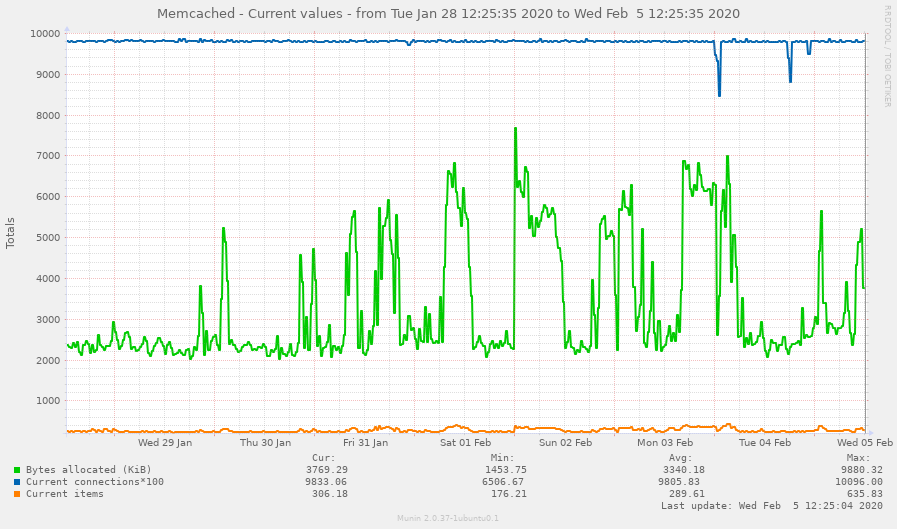 Memcached - Current values - from Tue Jan 28 12:25:35 2020 to Wed Feb  5 12:25:35 2020
RRDTOOL / TOBI OETIKER
Totals
10000
9000
8000
7000
6000
5000
4000
3000
2000
1000
Wed 29 Jan Thu 30 Jan Fri 31 Jan Sat 01 Feb Sun 02 Feb Mon 03 Feb Tue 04 Feb Wed 05 Feb
Cur: Min: Avg: Max:
Bytes allocated (KiB) 3769.29 1453.75 3340.18 9880.32
Current connections*100 9833.06 6506.67 9805.83 10096.00
Current items 306.18 176.21 289.61 635.83
Last update: Wed Feb  5 12:25:04 2020
Munin 2.0.37-1ubuntu0.1